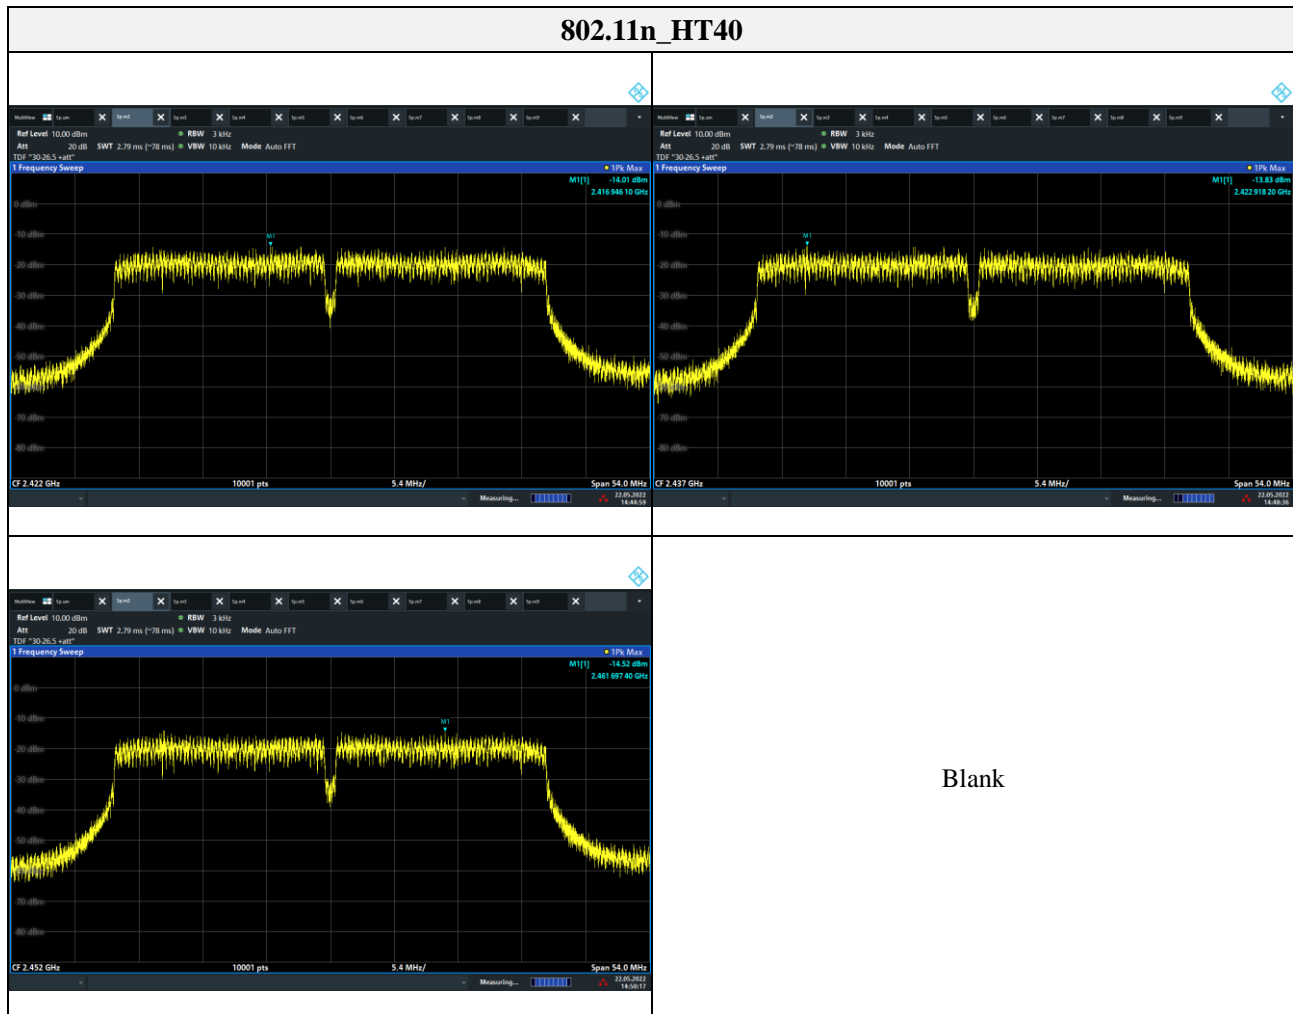 802.11n_HT40
MultiView
Ref Level 10.00 dBm RBW 3 kHz
Att 20 dB SWT 2.79 ms (~78 ms) VBW 10 kHz Mode Auto FFT
TDF "30-26.5 +att"
1 Frequency Sweep 1Pk Max
M1[1] -14.01 dBm
2.416 946 10 GHz
0 dBm
M1
-10 dBm
-20 dBm
-30 dBm
-40 dBm
-50 dBm
-70 dBm
-80 dBm
CF 2.422 GHz 10001 pts 5.4 MHz/ Span 54.0 MHz
Measuring... 22.05.2022
14:44:59
MultiView
Ref Level 10.00 dBm RBW 3 kHz
Att 20 dB SWT 2.79 ms (~78 ms) VBW 10 kHz Mode Auto FFT
TDF "30-26.5 +att"
1 Frequency Sweep 1Pk Max
M1[1] -13.83 dBm
2.422 918 20 GHz
0 dBm
M1
-10 dBm
-20 dBm
-30 dBm
-40 dBm
-50 dBm
-70 dBm
-80 dBm
CF 2.437 GHz 10001 pts 5.4 MHz/ Span 54.0 MHz
Measuring... 22.05.2022
14:48:36
MultiView
Ref Level 10.00 dBm RBW 3 kHz
Att 20 dB SWT 2.79 ms (~78 ms) VBW 10 kHz Mode Auto FFT
TDF "30-26.5 +att"
1 Frequency Sweep 1Pk Max
M1[1] -14.52 dBm
2.461 697 40 GHz
0 dBm
M1
-10 dBm
-20 dBm
-30 dBm
-40 dBm
-50 dBm
-70 dBm
-80 dBm
CF 2.452 GHz 10001 pts 5.4 MHz/ Span 54.0 MHz
Measuring... 22.05.2022
14:50:17
Blank